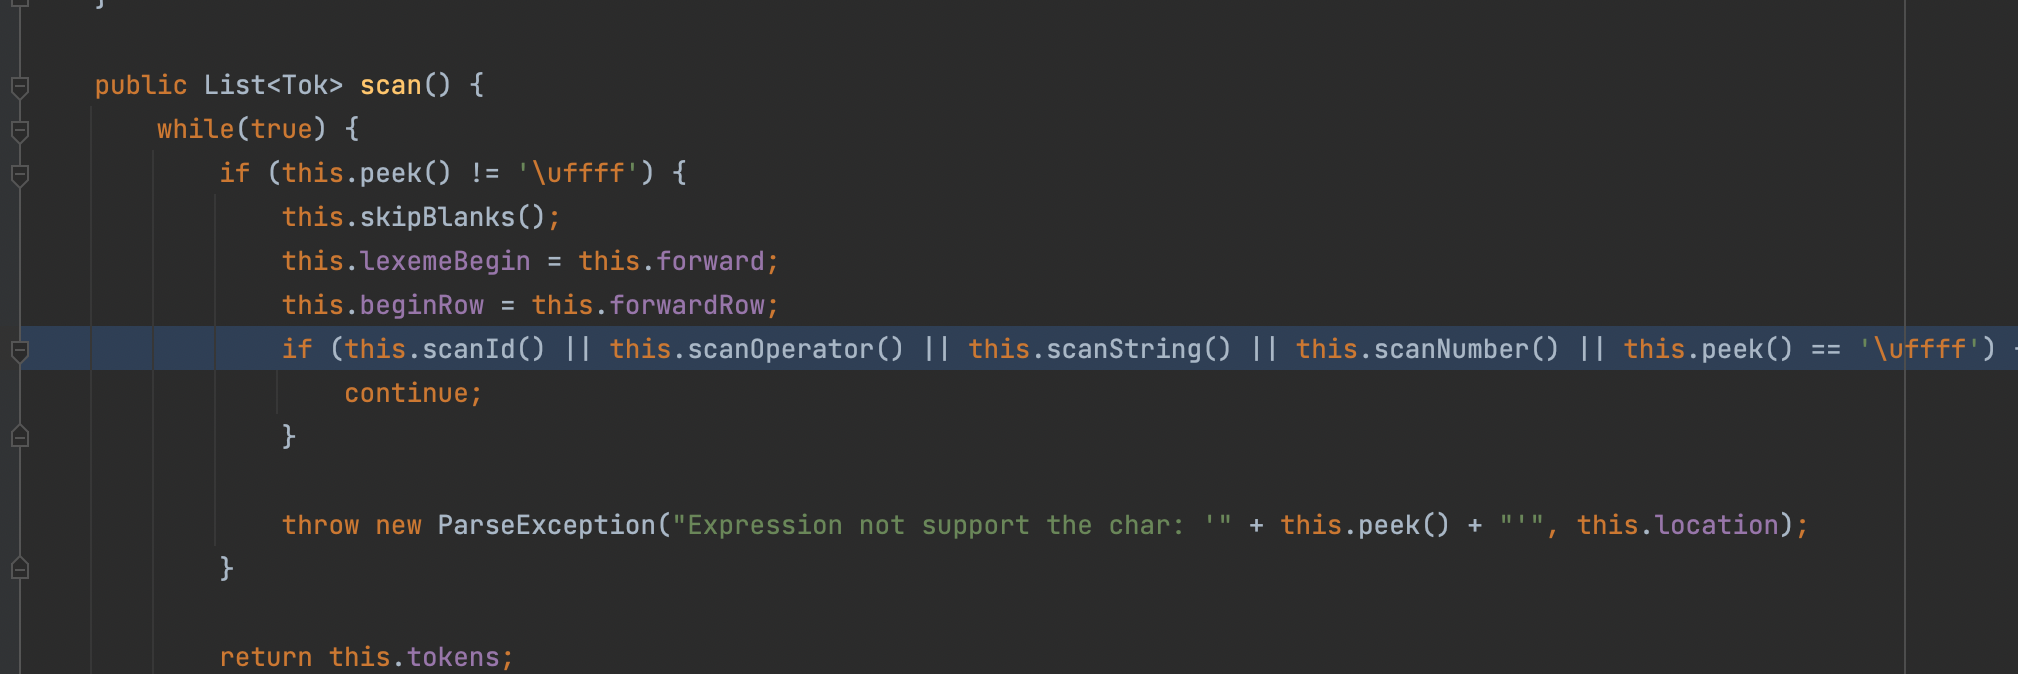 }
public List<Tok> scan() {
while(true) {
if (this.peek() != '\uffff') {
this.skipBlanks();
this.lexemeBegin = this.forward;
this.beginRow = this.forwardRow;
if (this.scanId() || this.scanOperator() || this.scanString() || this.scanNumber() || this.peek() == '\uffff') {
continue;
}
throw new ParseException("Expression not support the char: '" + this.peek() + "'", this.location);
}
return this.tokens;